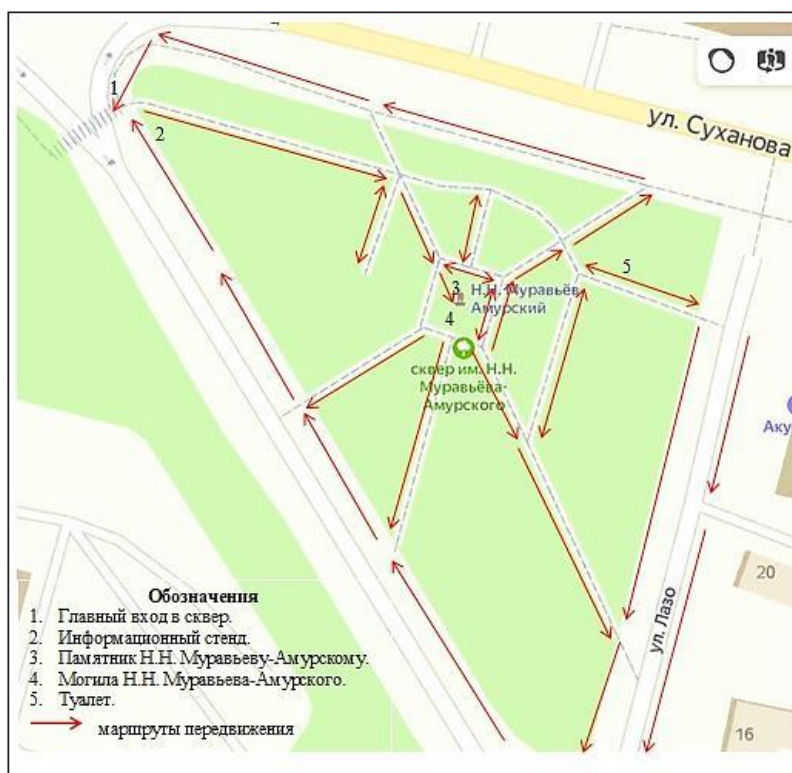 1
ул. Суханова
2
5
3 Н.Н. Муравьёв-
Амурский
4
сквер им. Н.Н.
Муравьёва-
Амурского
Аку
20
ул. Лазо
16
Обозначения
1. Главный вход в сквер.
2. Информационный стенд.
3. Памятник Н.Н. Муравьеву-Амурскому.
4. Могила Н.Н. Муравьева-Амурского.
5. Туалет.
маршруты передвижения